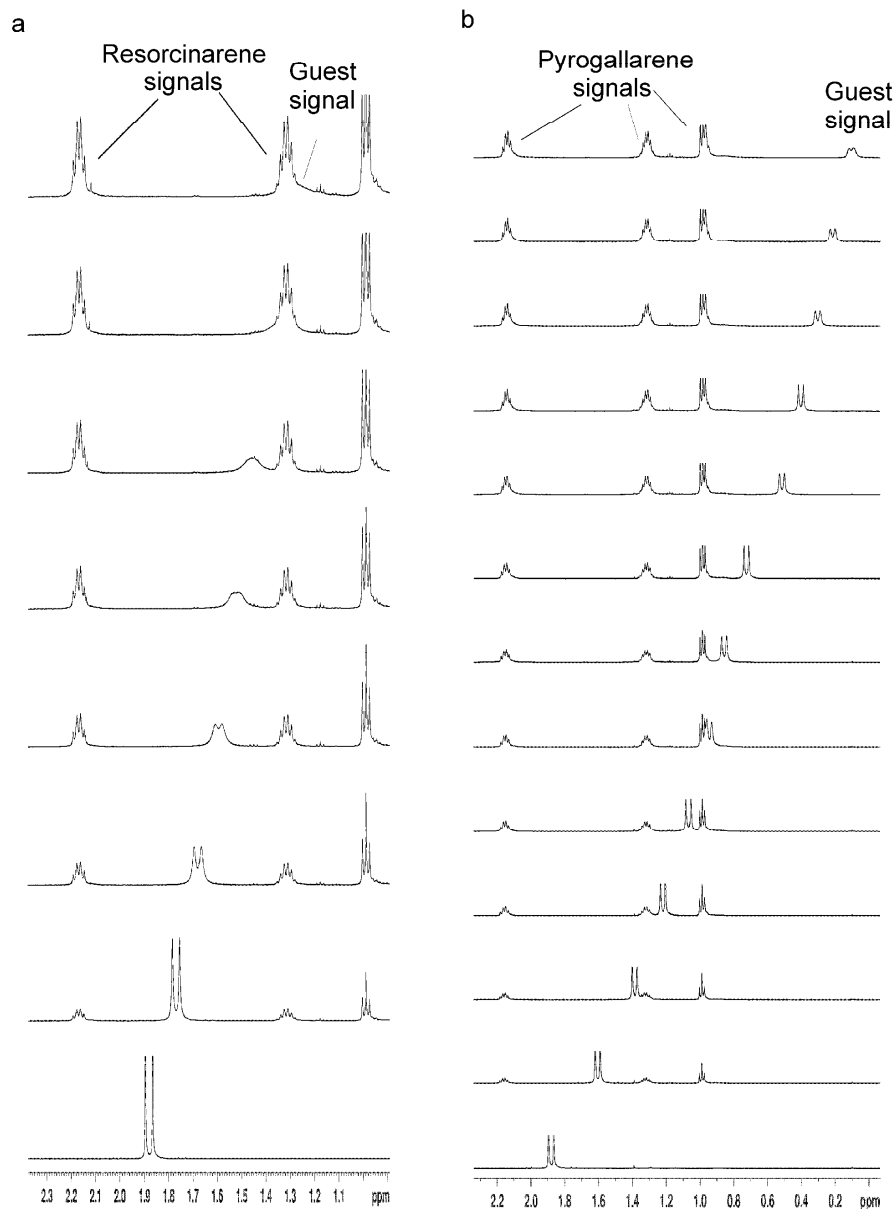 a
Resorcinarene
signals
Guest
signal
2.3 2.2 2.1 2.0 1.9 1.8 1.7 1.6 1.5 1.4 1.3 1.2 1.1 ppm
b
Pyrogallarene
signals
Guest
signal
2.2 2.0 1.8 1.6 1.4 1.2 1.0 0.8 0.6 0.4 0.2 ppm